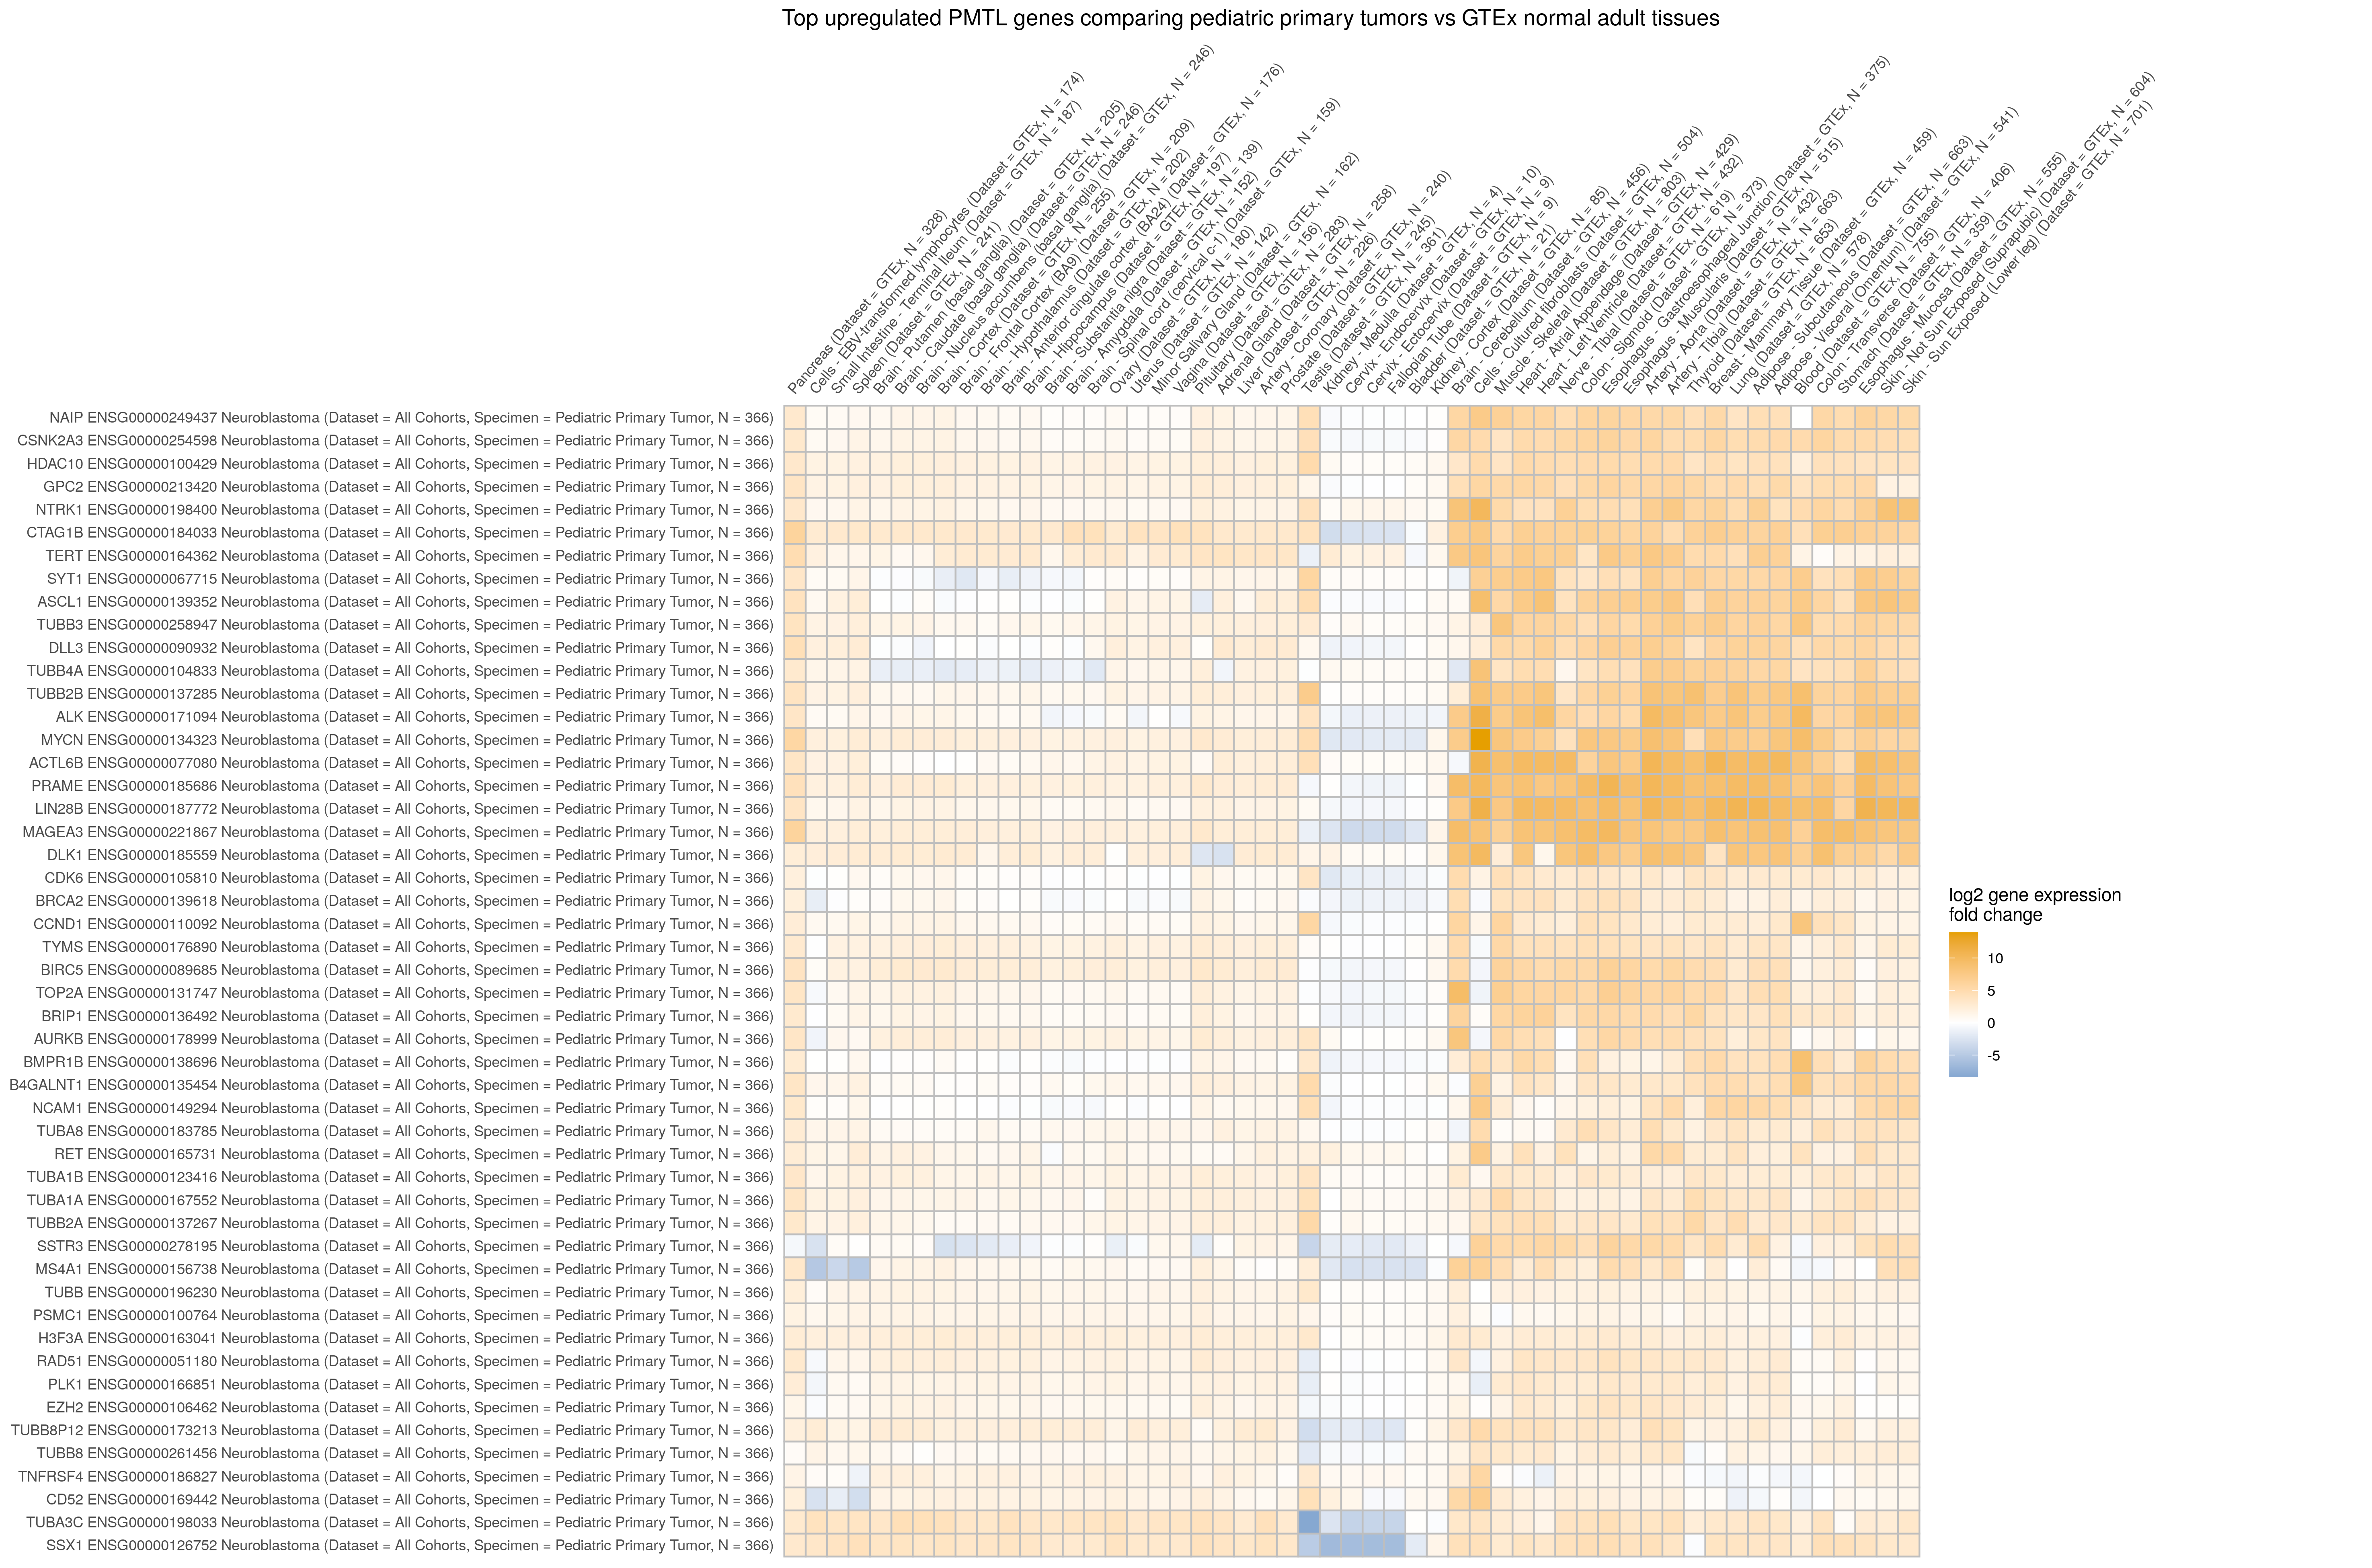 Top upregulated PMTL genes comparing pediatric primary tumors vs GTEx normal adult tissues
Pancreas (Dataset = GTEx, N = 328)
Cells - EBV-transformed lymphocytes (Dataset = GTEx, N = 174)
Small Intestine - Terminal Ileum (Dataset = GTEx, N = 187)
Spleen (Dataset = GTEx, N = 241)
Brain - Putamen (basal ganglia) (Dataset = GTEx, N = 205)
Brain - Caudate (basal ganglia) (Dataset = GTEx, N = 246)
Brain - Nucleus accumbens (basal ganglia) (Dataset = GTEx, N = 246)
Brain - Cortex (Dataset = GTEx, N = 255)
Brain - Frontal Cortex (BA9) (Dataset = GTEx, N = 209)
Brain - Hypothalamus (Dataset = GTEx, N = 202)
Brain - Anterior cingulate cortex (BA24) (Dataset = GTEx, N = 176)
Brain - Hippocampus (Dataset = GTEx, N = 197)
Brain - Substantia nigra (Dataset = GTEx, N = 139)
Brain - Amygdala (Dataset = GTEx, N = 152)
Brain - Spinal cord (cervical c-1) (Dataset = GTEx, N = 159)
Ovary (Dataset = GTEx, N = 180)
Uterus (Dataset = GTEx, N = 142)
Minor Salivary Gland (Dataset = GTEx, N = 162)
Vagina (Dataset = GTEx, N = 156)
Pituitary (Dataset = GTEx, N = 283)
Adrenal Gland (Dataset = GTEx, N = 258)
Liver (Dataset = GTEx, N = 226)
Artery - Coronary (Dataset = GTEx, N = 240)
Prostate (Dataset = GTEx, N = 245)
Testis (Dataset = GTEx, N = 361)
Kidney - Medulla (Dataset = GTEx, N = 4)
Cervix - Endocervix (Dataset = GTEx, N = 10)
Cervix - Ectocervix (Dataset = GTEx, N = 9)
Fallopian Tube (Dataset = GTEx, N = 9)
Bladder (Dataset = GTEx, N = 21)
Kidney - Cortex (Dataset = GTEx, N = 85)
Brain - Cerebellum (Dataset = GTEx, N = 456)
Cells - Cultured fibroblasts (Dataset = GTEx, N = 504)
Muscle - Skeletal (Dataset = GTEx, N = 803)
Heart - Atrial Appendage (Dataset = GTEx, N = 429)
Heart - Left Ventricle (Dataset = GTEx, N = 432)
Nerve - Tibial (Dataset = GTEx, N = 619)
Colon - Sigmoid (Dataset = GTEx, N = 373)
Esophagus - Gastroesophageal Junction (Dataset = GTEx, N = 375)
Esophagus - Muscularis (Dataset = GTEx, N = 515)
Artery - Aorta (Dataset = GTEx, N = 432)
Artery - Tibial (Dataset = GTEx, N = 663)
Thyroid (Dataset = GTEx, N = 653)
Breast - Mammary Tissue (Dataset = GTEx, N = 459)
Lung (Dataset = GTEx, N = 578)
Adipose - Subcutaneous (Dataset = GTEx, N = 663)
Adipose - Visceral (Omentum) (Dataset = GTEx, N = 541)
Blood (Dataset = GTEx, N = 755)
Colon - Transverse (Dataset = GTEx, N = 406)
Stomach (Dataset = GTEx, N = 359)
Esophagus - Mucosa (Dataset = GTEx, N = 555)
Skin - Not Sun Exposed (Suprapubic) (Dataset = GTEx, N = 604)
Skin - Sun Exposed (Lower leg) (Dataset = GTEx, N = 701)
NAIP ENSG00000249437 Neuroblastoma (Dataset = All Cohorts, Specimen = Pediatric Primary Tumor, N = 366)
CSNK2A3 ENSG00000254598 Neuroblastoma (Dataset = All Cohorts, Specimen = Pediatric Primary Tumor, N = 366)
HDAC10 ENSG00000100429 Neuroblastoma (Dataset = All Cohorts, Specimen = Pediatric Primary Tumor, N = 366)
GPC2 ENSG00000213420 Neuroblastoma (Dataset = All Cohorts, Specimen = Pediatric Primary Tumor, N = 366)
NTRK1 ENSG00000198400 Neuroblastoma (Dataset = All Cohorts, Specimen = Pediatric Primary Tumor, N = 366)
CTAG1B ENSG00000184033 Neuroblastoma (Dataset = All Cohorts, Specimen = Pediatric Primary Tumor, N = 366)
TERT ENSG00000164362 Neuroblastoma (Dataset = All Cohorts, Specimen = Pediatric Primary Tumor, N = 366)
SYT1 ENSG00000067715 Neuroblastoma (Dataset = All Cohorts, Specimen = Pediatric Primary Tumor, N = 366)
ASCL1 ENSG00000139352 Neuroblastoma (Dataset = All Cohorts, Specimen = Pediatric Primary Tumor, N = 366)
TUBB3 ENSG00000258947 Neuroblastoma (Dataset = All Cohorts, Specimen = Pediatric Primary Tumor, N = 366)
DLL3 ENSG00000090932 Neuroblastoma (Dataset = All Cohorts, Specimen = Pediatric Primary Tumor, N = 366)
TUBB4A ENSG00000104833 Neuroblastoma (Dataset = All Cohorts, Specimen = Pediatric Primary Tumor, N = 366)
TUBB2B ENSG00000137285 Neuroblastoma (Dataset = All Cohorts, Specimen = Pediatric Primary Tumor, N = 366)
ALK ENSG00000171094 Neuroblastoma (Dataset = All Cohorts, Specimen = Pediatric Primary Tumor, N = 366)
MYCN ENSG00000134323 Neuroblastoma (Dataset = All Cohorts, Specimen = Pediatric Primary Tumor, N = 366)
ACTL6B ENSG00000077080 Neuroblastoma (Dataset = All Cohorts, Specimen = Pediatric Primary Tumor, N = 366)
PRAME ENSG00000185686 Neuroblastoma (Dataset = All Cohorts, Specimen = Pediatric Primary Tumor, N = 366)
LIN28B ENSG00000187772 Neuroblastoma (Dataset = All Cohorts, Specimen = Pediatric Primary Tumor, N = 366)
MAGEA3 ENSG00000221867 Neuroblastoma (Dataset = All Cohorts, Specimen = Pediatric Primary Tumor, N = 366)
DLK1 ENSG00000185559 Neuroblastoma (Dataset = All Cohorts, Specimen = Pediatric Primary Tumor, N = 366)
CDK6 ENSG00000105810 Neuroblastoma (Dataset = All Cohorts, Specimen = Pediatric Primary Tumor, N = 366)
BRCA2 ENSG00000139618 Neuroblastoma (Dataset = All Cohorts, Specimen = Pediatric Primary Tumor, N = 366)
CCND1 ENSG00000110092 Neuroblastoma (Dataset = All Cohorts, Specimen = Pediatric Primary Tumor, N = 366)
TYMS ENSG00000176890 Neuroblastoma (Dataset = All Cohorts, Specimen = Pediatric Primary Tumor, N = 366)
BIRC5 ENSG00000089685 Neuroblastoma (Dataset = All Cohorts, Specimen = Pediatric Primary Tumor, N = 366)
TOP2A ENSG00000131747 Neuroblastoma (Dataset = All Cohorts, Specimen = Pediatric Primary Tumor, N = 366)
BRIP1 ENSG00000136492 Neuroblastoma (Dataset = All Cohorts, Specimen = Pediatric Primary Tumor, N = 366)
AURKB ENSG00000178999 Neuroblastoma (Dataset = All Cohorts, Specimen = Pediatric Primary Tumor, N = 366)
BMPR1B ENSG00000138696 Neuroblastoma (Dataset = All Cohorts, Specimen = Pediatric Primary Tumor, N = 366)
B4GALNT1 ENSG00000135454 Neuroblastoma (Dataset = All Cohorts, Specimen = Pediatric Primary Tumor, N = 366)
NCAM1 ENSG00000149294 Neuroblastoma (Dataset = All Cohorts, Specimen = Pediatric Primary Tumor, N = 366)
TUBA8 ENSG00000183785 Neuroblastoma (Dataset = All Cohorts, Specimen = Pediatric Primary Tumor, N = 366)
RET ENSG00000165731 Neuroblastoma (Dataset = All Cohorts, Specimen = Pediatric Primary Tumor, N = 366)
TUBA1B ENSG00000123416 Neuroblastoma (Dataset = All Cohorts, Specimen = Pediatric Primary Tumor, N = 366)
TUBA1A ENSG00000167552 Neuroblastoma (Dataset = All Cohorts, Specimen = Pediatric Primary Tumor, N = 366)
TUBB2A ENSG00000137267 Neuroblastoma (Dataset = All Cohorts, Specimen = Pediatric Primary Tumor, N = 366)
SSTR3 ENSG00000278195 Neuroblastoma (Dataset = All Cohorts, Specimen = Pediatric Primary Tumor, N = 366)
MS4A1 ENSG00000156738 Neuroblastoma (Dataset = All Cohorts, Specimen = Pediatric Primary Tumor, N = 366)
TUBB ENSG00000196230 Neuroblastoma (Dataset = All Cohorts, Specimen = Pediatric Primary Tumor, N = 366)
PSMC1 ENSG00000100764 Neuroblastoma (Dataset = All Cohorts, Specimen = Pediatric Primary Tumor, N = 366)
H3F3A ENSG00000163041 Neuroblastoma (Dataset = All Cohorts, Specimen = Pediatric Primary Tumor, N = 366)
RAD51 ENSG00000051180 Neuroblastoma (Dataset = All Cohorts, Specimen = Pediatric Primary Tumor, N = 366)
PLK1 ENSG00000166851 Neuroblastoma (Dataset = All Cohorts, Specimen = Pediatric Primary Tumor, N = 366)
EZH2 ENSG00000106462 Neuroblastoma (Dataset = All Cohorts, Specimen = Pediatric Primary Tumor, N = 366)
TUBB8P12 ENSG00000173213 Neuroblastoma (Dataset = All Cohorts, Specimen = Pediatric Primary Tumor, N = 366)
TUBB8 ENSG00000261456 Neuroblastoma (Dataset = All Cohorts, Specimen = Pediatric Primary Tumor, N = 366)
TNFRSF4 ENSG00000186827 Neuroblastoma (Dataset = All Cohorts, Specimen = Pediatric Primary Tumor, N = 366)
CD52 ENSG00000169442 Neuroblastoma (Dataset = All Cohorts, Specimen = Pediatric Primary Tumor, N = 366)
TUBA3C ENSG00000198033 Neuroblastoma (Dataset = All Cohorts, Specimen = Pediatric Primary Tumor, N = 366)
SSX1 ENSG00000126752 Neuroblastoma (Dataset = All Cohorts, Specimen = Pediatric Primary Tumor, N = 366)
log2 gene expression
fold change
10
5
0
-5